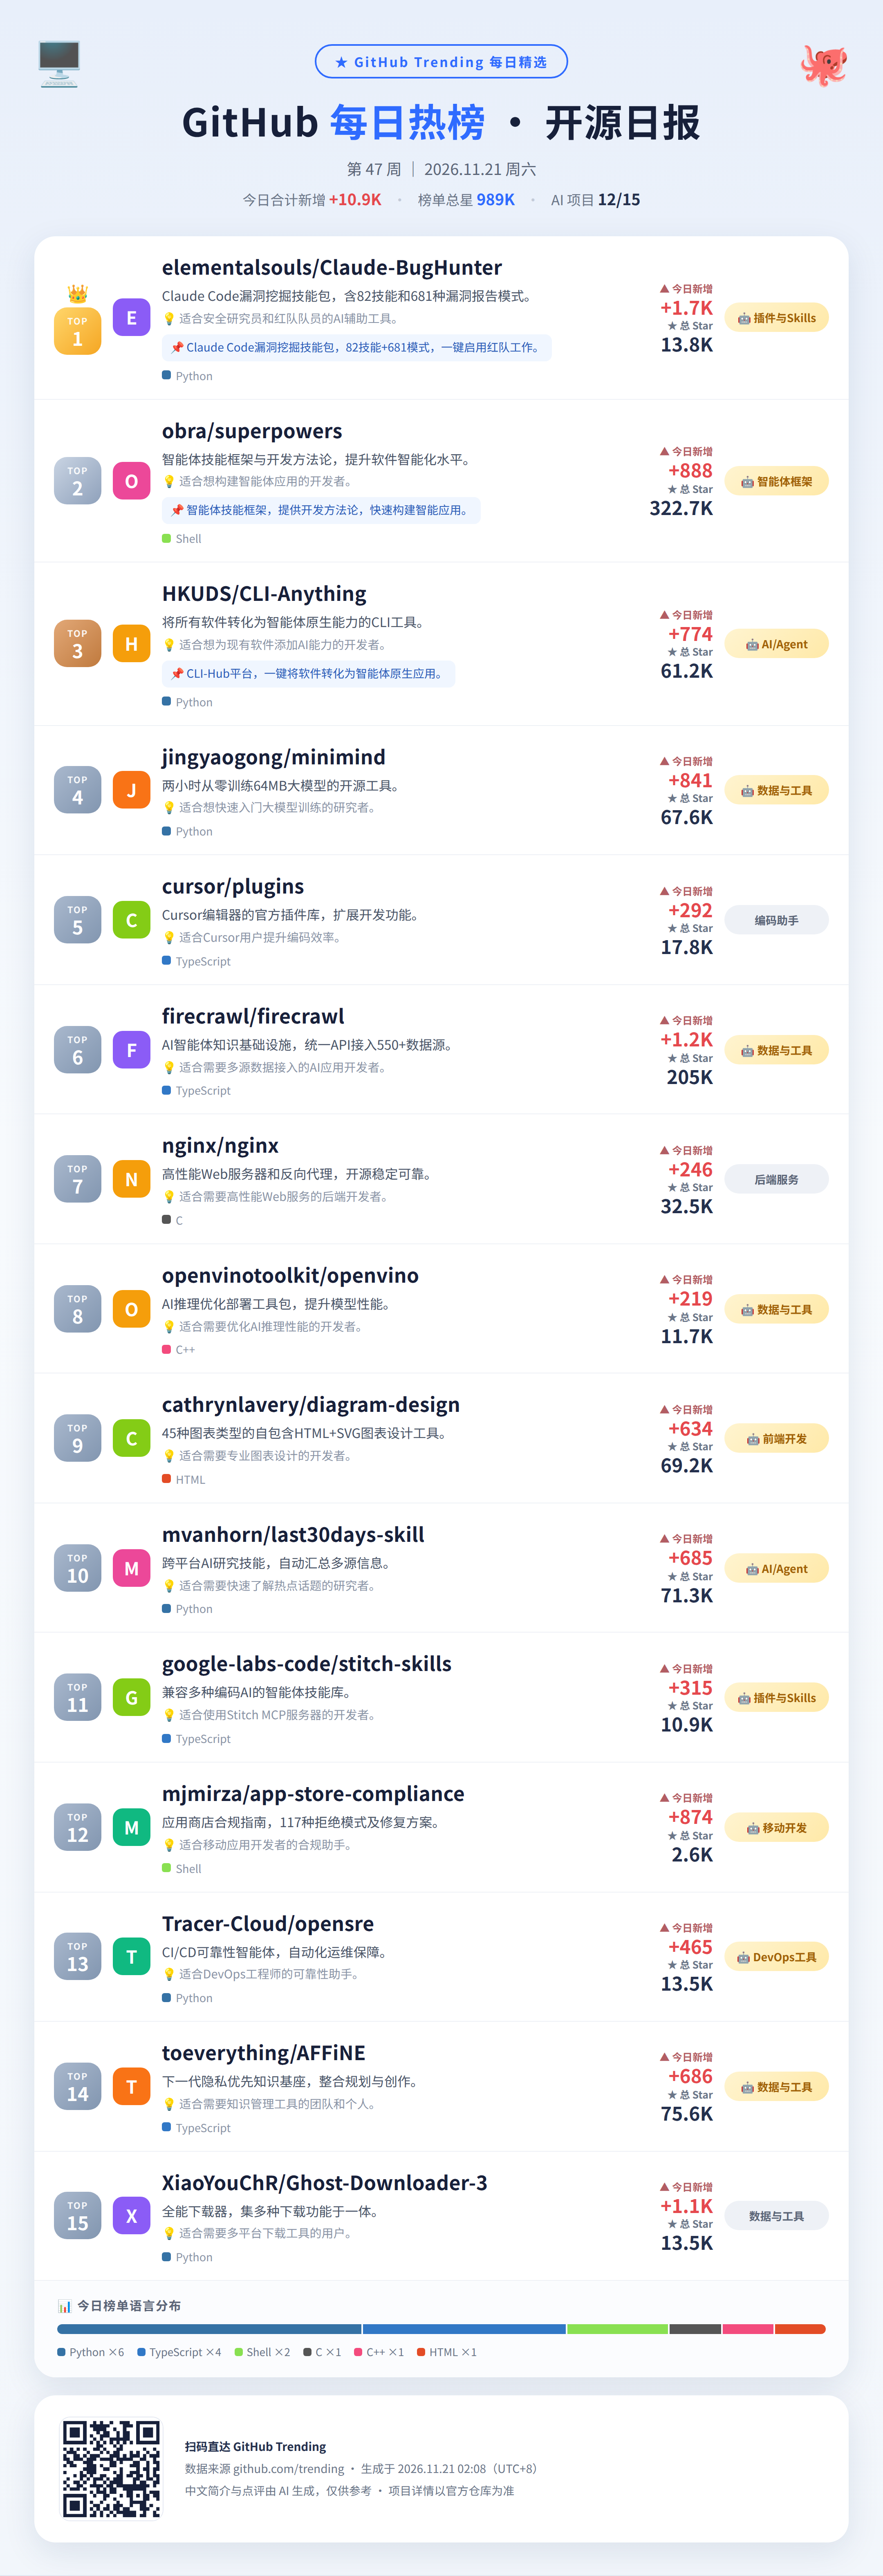 ★ GitHub Trending 每日精选
GitHub 每日热榜 · 开源日报
第 47 周 | 2026.11.21 周六
今日合计新增 +10.9K · 榜单总星 989K · AI 项目 12/15
TOP 1
E
elementalsouls/Claude-BugHunter
Claude Code漏洞挖掘技能包，含82技能和681种漏洞报告模式。
💡 适合安全研究员和红队队员的AI辅助工具。
📌 Claude Code漏洞挖掘技能包，82技能+681模式，一键启用红队工作。
Python
▲ 今日新增
+1.7K
★ 总 Star
13.8K
🤖 插件与Skills
TOP 2
O
obra/superpowers
智能体技能框架与开发方法论，提升软件智能化水平。
💡 适合想构建智能体应用的开发者。
📌 智能体技能框架，提供开发方法论，快速构建智能应用。
Shell
▲ 今日新增
+888
★ 总 Star
322.7K
🤖 智能体框架
TOP 3
H
HKUDS/CLI-Anything
将所有软件转化为智能体原生能力的CLI工具。
💡 适合想为现有软件添加AI能力的开发者。
📌 CLI-Hub平台，一键将软件转化为智能体原生应用。
Python
▲ 今日新增
+774
★ 总 Star
61.2K
🤖 AI/Agent
TOP 4
J
jingyaogong/minimind
两小时从零训练64MB大模型的开源工具。
💡 适合想快速入门大模型训练的研究者。
Python
▲ 今日新增
+841
★ 总 Star
67.6K
🤖 数据与工具
TOP 5
C
cursor/plugins
Cursor编辑器的官方插件库，扩展开发功能。
💡 适合Cursor用户提升编码效率。
TypeScript
▲ 今日新增
+292
★ 总 Star
17.8K
编码助手
TOP 6
F
firecrawl/firecrawl
AI智能体知识基础设施，统一API接入550+数据源。
💡 适合需要多源数据接入的AI应用开发者。
TypeScript
▲ 今日新增
+1.2K
★ 总 Star
205K
🤖 数据与工具
TOP 7
N
nginx/nginx
高性能Web服务器和反向代理，开源稳定可靠。
💡 适合需要高性能Web服务的后端开发者。
C
▲ 今日新增
+246
★ 总 Star
32.5K
后端服务
TOP 8
O
openvinotoolkit/openvino
AI推理优化部署工具包，提升模型性能。
💡 适合需要优化AI推理性能的开发者。
C++
▲ 今日新增
+219
★ 总 Star
11.7K
🤖 数据与工具
TOP 9
C
cathrynlavery/diagram-design
45种图表类型的自包含HTML+SVG图表设计工具。
💡 适合需要专业图表设计的开发者。
HTML
▲ 今日新增
+634
★ 总 Star
69.2K
🤖 前端开发
TOP 10
M
mvanhorn/last30days-skill
跨平台AI研究技能，自动汇总多源信息。
💡 适合需要快速了解热点话题的研究者。
Python
▲ 今日新增
+685
★ 总 Star
71.3K
🤖 AI/Agent
TOP 11
G
google-labs-code/stitch-skills
兼容多种编码AI的智能体技能库。
💡 适合使用Stitch MCP服务器的开发者。
TypeScript
▲ 今日新增
+315
★ 总 Star
10.9K
🤖 插件与Skills
TOP 12
M
mjmirza/app-store-compliance
应用商店合规指南，117种拒绝模式及修复方案。
💡 适合移动应用开发者的合规助手。
Shell
▲ 今日新增
+874
★ 总 Star
2.6K
🤖 移动开发
TOP 13
T
Tracer-Cloud/opensre
CI/CD可靠性智能体，自动化运维保障。
💡 适合DevOps工程师的可靠性助手。
Python
▲ 今日新增
+465
★ 总 Star
13.5K
🤖 DevOps工具
TOP 14
T
toeverything/AFFiNE
下一代隐私优先知识基座，整合规划与创作。
💡 适合需要知识管理工具的团队和个人。
TypeScript
▲ 今日新增
+686
★ 总 Star
75.6K
🤖 数据与工具
TOP 15
X
XiaoYouChR/Ghost-Downloader-3
全能下载器，集多种下载功能于一体。
💡 适合需要多平台下载工具的用户。
Python
▲ 今日新增
+1.1K
★ 总 Star
13.5K
数据与工具
📊 今日榜单语言分布
Python ×6 TypeScript ×4 Shell ×2 C ×1 C++ ×1 HTML ×1
扫码直达 GitHub Trending
数据来源 github.com/trending · 生成于 2026.11.21 02:08（UTC+8）
中文简介与点评由 AI 生成，仅供参考 · 项目详情以官方仓库为准